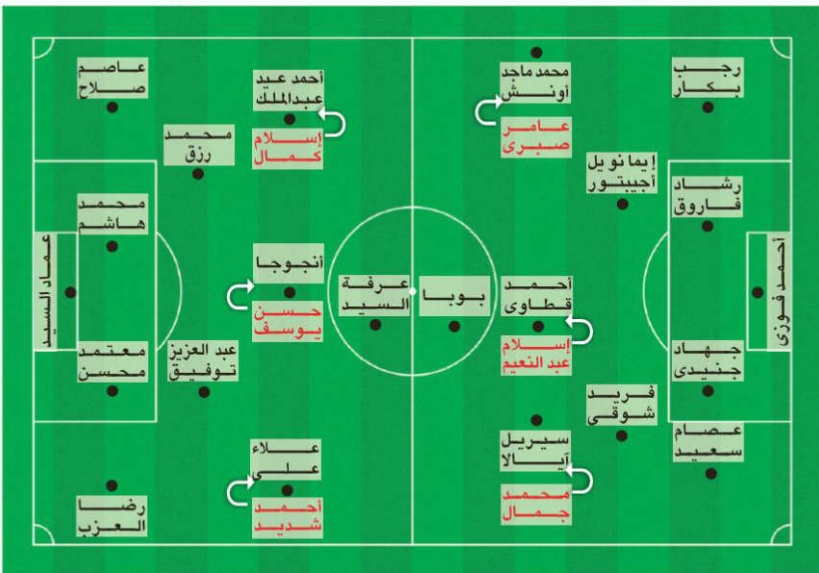 عاصم
صلاح
محمد
رزق
أحمد عيد
عبدالملك
إسلام
كمال
محمد
هاشم
عماد السيد
أنجوجا
حسن
يوسف
عرفة
السيد
معتمد
محسن
عبد العزيز
توفيق
علاء
على
أحمد
شديد
رضا
العزب
محمد ماجد
أونش
عامر
صبرى
رجب
بكار
إيمانويل
أجيبتور
رشاد
فاروق
أحمد فوزى
بوبا
أحمد
قطاوى
إسلام
عبد النعيم
جهاد
جنيدى
فريد
شوقى
سيريل
آيالا
محمد
جمال
عصام
سعيد